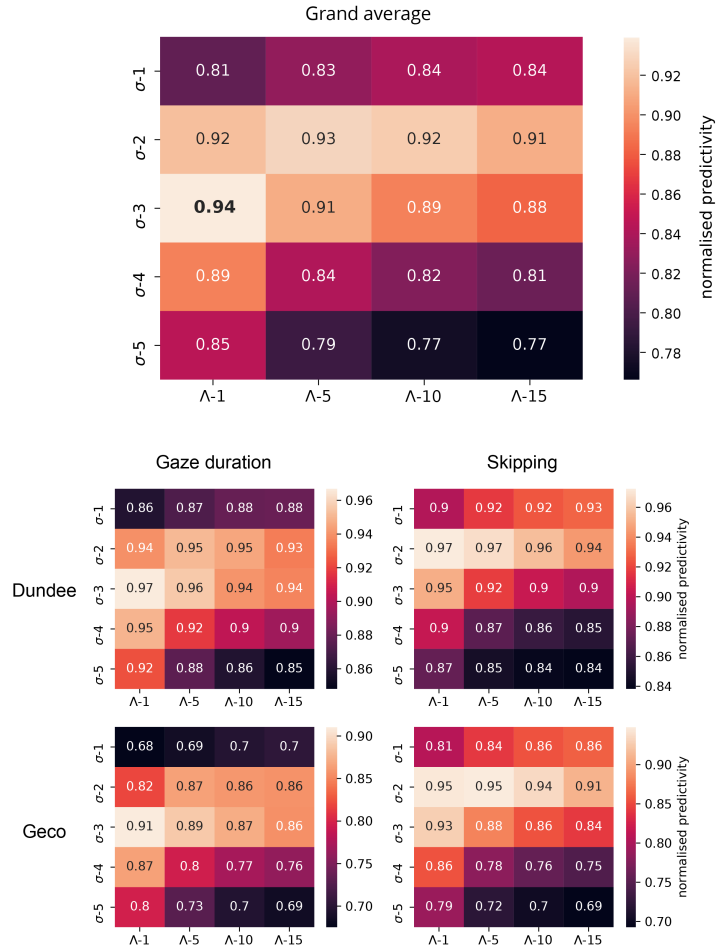 Grand average
σ-1 0.81 0.83 0.84 0.84
σ-2 0.92 0.93 0.92 0.91
σ-3 0.94 0.91 0.89 0.88
σ-4 0.89 0.84 0.82 0.81
σ-5 0.85 0.79 0.77 0.77
Λ-1 Λ-5 Λ-10 Λ-15
0.92
0.90
0.88
0.86
0.84
0.82
0.80
0.78
normalised predictivity
Gaze duration
Skipping
Dundee
σ-1 0.86 0.87 0.88 0.88
σ-2 0.94 0.95 0.95 0.93
σ-3 0.97 0.96 0.94 0.94
σ-4 0.95 0.92 0.9 0.9
σ-5 0.92 0.88 0.86 0.85
Λ-1 Λ-5 Λ-10 Λ-15
0.96
0.94
0.92
0.90
0.88
0.86
σ-1 0.9 0.92 0.92 0.93
σ-2 0.97 0.97 0.96 0.94
σ-3 0.95 0.92 0.9 0.9
σ-4 0.9 0.87 0.86 0.85
σ-5 0.87 0.85 0.84 0.84
Λ-1 Λ-5 Λ-10 Λ-15
0.96
0.94
0.92
0.90
0.88
0.86
0.84
normalised predictivity
Geco
σ-1 0.68 0.69 0.7 0.7
σ-2 0.82 0.87 0.86 0.86
σ-3 0.91 0.89 0.87 0.86
σ-4 0.87 0.8 0.77 0.76
σ-5 0.8 0.73 0.7 0.69
Λ-1 Λ-5 Λ-10 Λ-15
0.90
0.85
0.80
0.75
0.70
σ-1 0.81 0.84 0.86 0.86
σ-2 0.95 0.95 0.94 0.91
σ-3 0.93 0.88 0.86 0.84
σ-4 0.86 0.78 0.76 0.75
σ-5 0.79 0.72 0.7 0.69
Λ-1 Λ-5 Λ-10 Λ-15
0.90
0.85
0.80
0.75
0.70
normalised predictivity